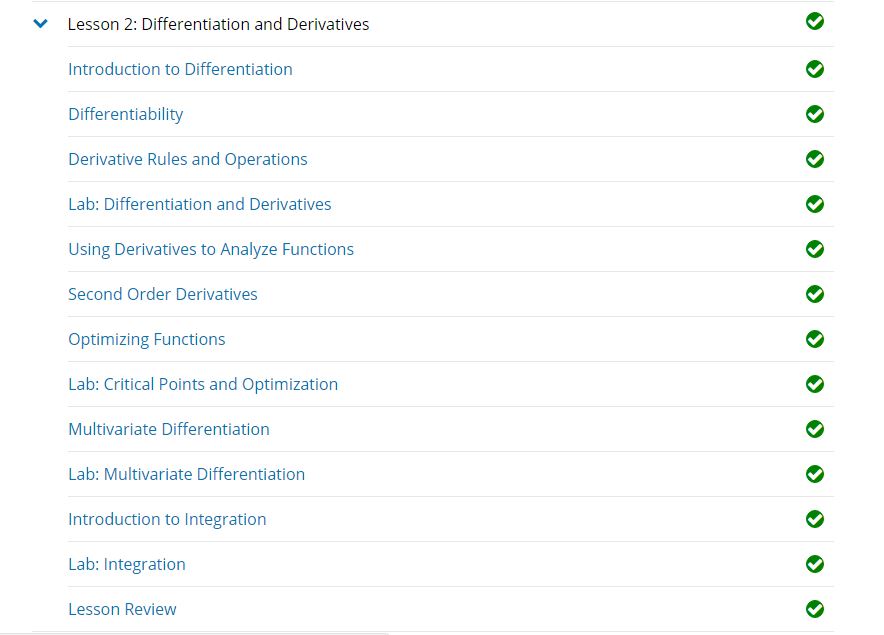 Lesson 2: Differentiation and Derivatives
Introduction to Differentiation
Differentiability
Derivative Rules and Operations
Lab: Differentiation and Derivatives
Using Derivatives to Analyze Functions
Second Order Derivatives
Optimizing Functions
Lab: Critical Points and Optimization
Multivariate Differentiation
Lab: Multivariate Differentiation
Introduction to Integration
Lab: Integration
Lesson Review